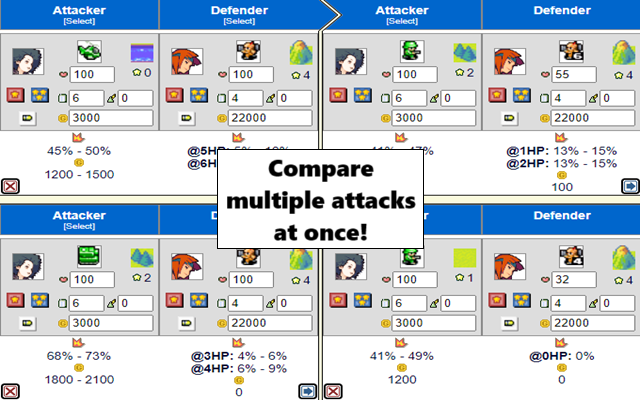 Attacker
[Select]
Defender
[Select]
Attacker
[Select]
Defender
100
0
100
4
100
2
55
4
6
0
4
0
6
0
4
0
3000
22000
3000
22000
45% - 50%
1200 - 1500
@5HP:
@6H
@1HP: 13% - 15%
@2HP: 13% - 15%
100
Compare
multiple attacks
at once!
Attacker
[Select]
Defender
Attacker
Defender
100
2
100
4
100
1
32
4
6
0
4
0
6
0
4
0
3000
22000
3000
22000
68% - 73%
1800 - 2100
@3HP: 4% - 6%
@4HP: 6% - 9%
0
41% - 49%
1200
@0HP: 0%
0